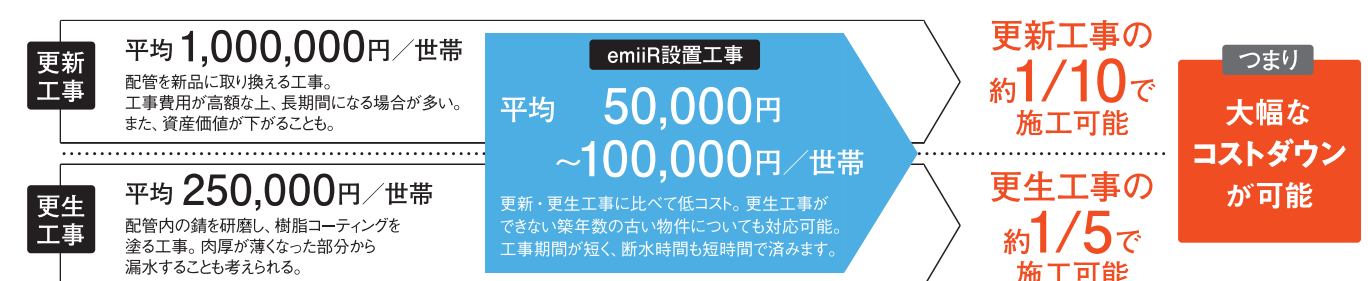 更新
工事
平均 1,000,000円／世帯
配管を新品に取り換える工事。
工事費用が高額な上、長期間になる場合が多い。
また、資産価値が下がることも。
更生
工事
平均 250,000円／世帯
配管内の錆を研磨し、樹脂コーティングを
塗る工事。肉厚が薄くなった部分から
漏水することも考えられる。
emiiR設置工事
平均 50,000円
〜100,000円／世帯
更新・更生工事に比べて低コスト。更生工事が
できない築年数の古い物件についても対応可能。
工事期間が短く、断水時間も短時間で済みます。
更新工事の
約1/10で
施工可能
更生工事の
約1/5で
施工可能
つまり
大幅な
コストダウン
が可能